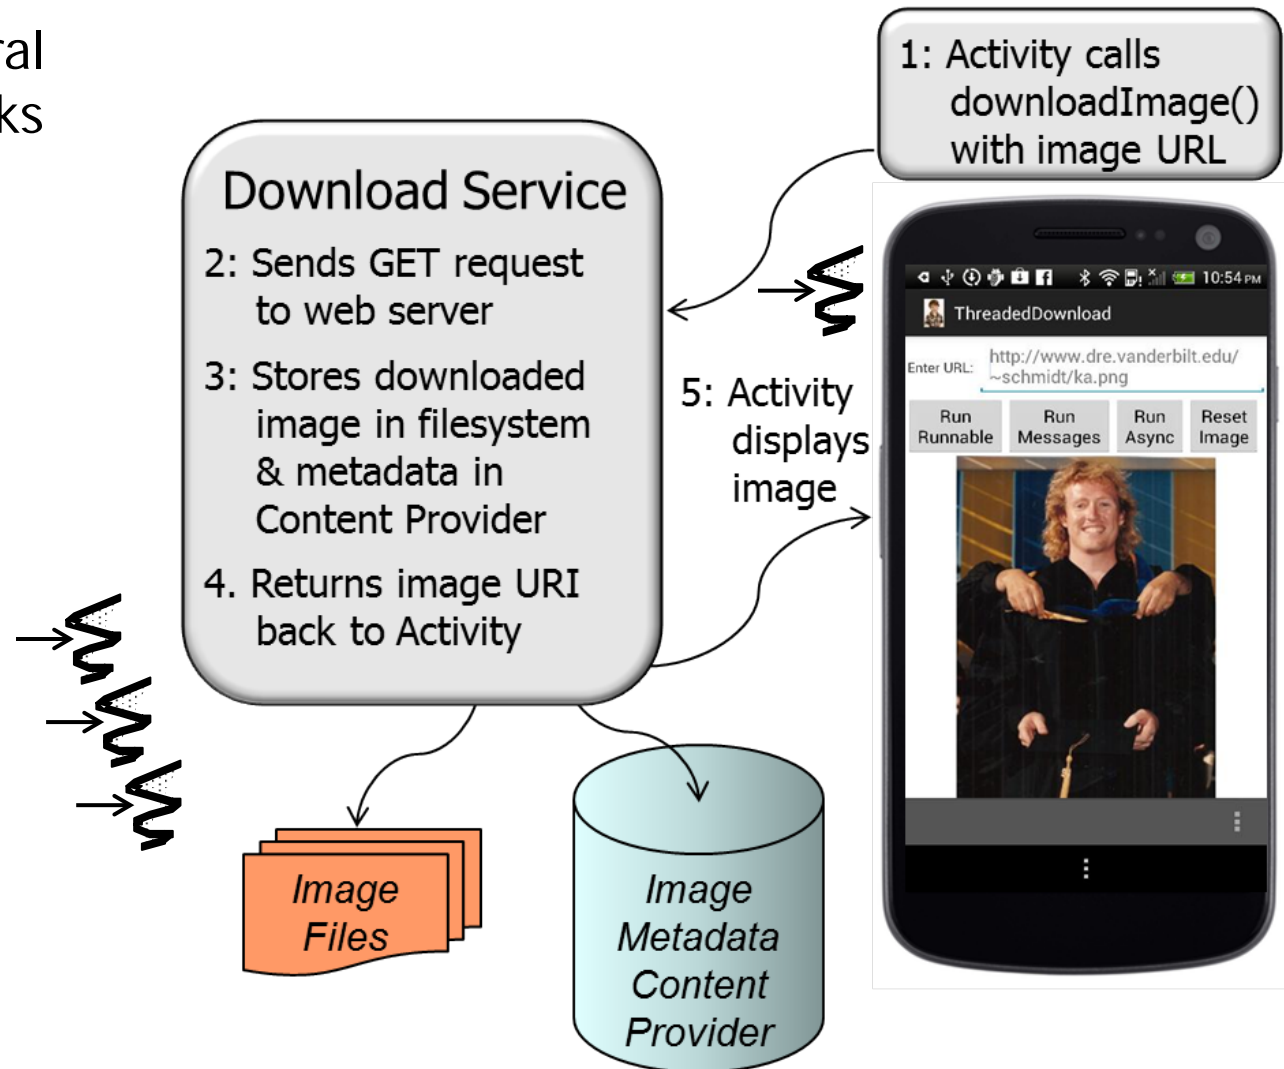 ral
ks
1: Activity calls
downloadImage()
with image URL
Download Service
2: Sends GET request
to web server
3: Stores downloaded
image in filesystem
& metadata in
Content Provider
4. Returns image URI
back to Activity
5: Activity
displays
image
10:54 PM
ThreadedDownload
Enter URL:
http://www.dre.vanderbilt.edu/
~schmidt/ka.png
Run
Runnable
Run
Messages
Run
Async
Reset
Image
Image
Files
Image
Metadata
Content
Provider